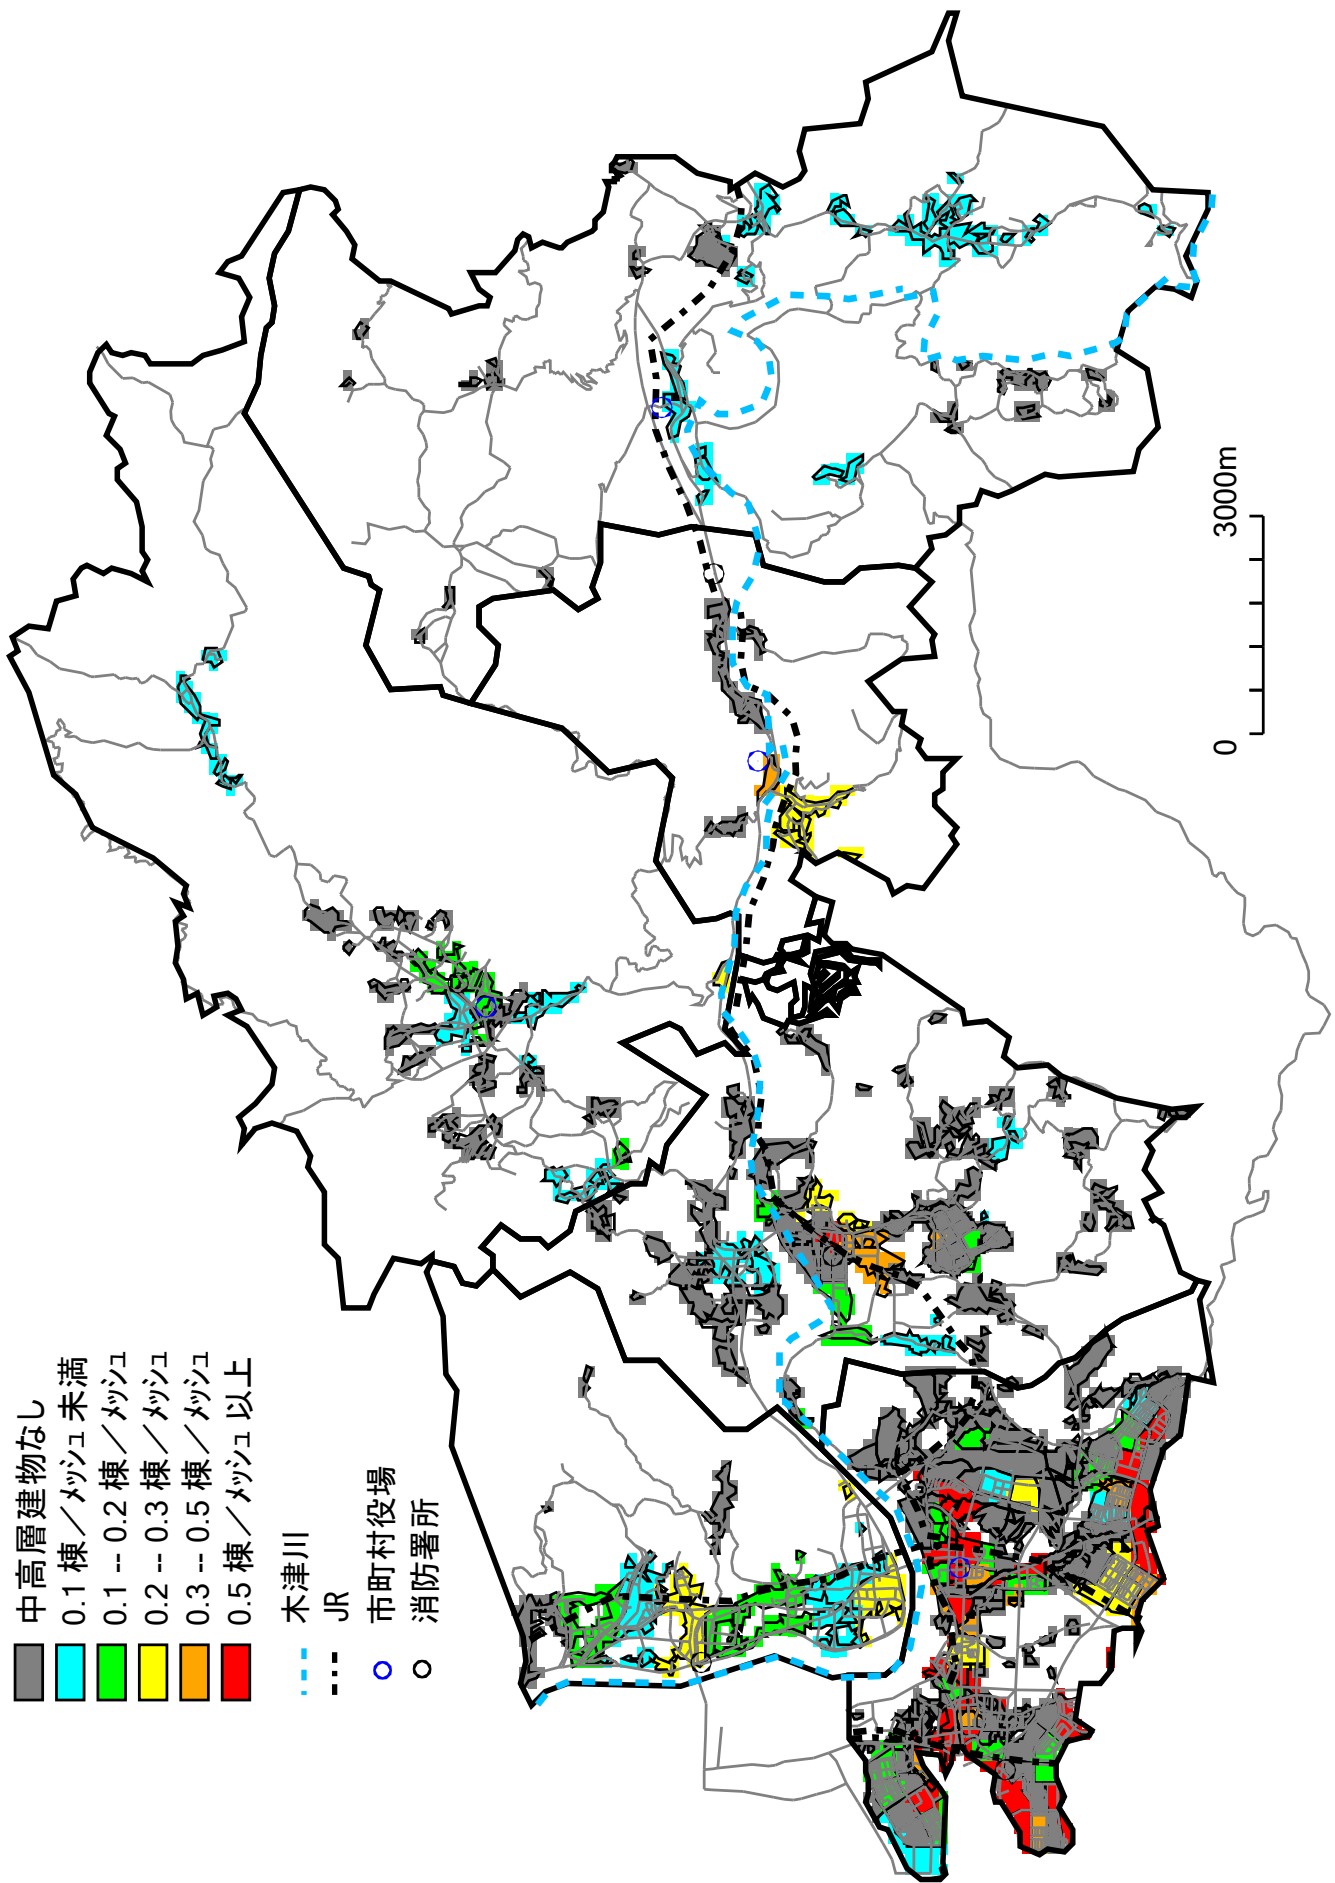 中高層建物なし
0.1 棟／ﾒｯｼｭ 未満
0.1 -- 0.2 棟／ﾒｯｼｭ
0.2 -- 0.3 棟／ﾒｯｼｭ
0.3 -- 0.5 棟／ﾒｯｼｭ
0.5 棟／ﾒｯｼｭ 以上
木津川
JR
市町村役場
消防署所
0 3000m